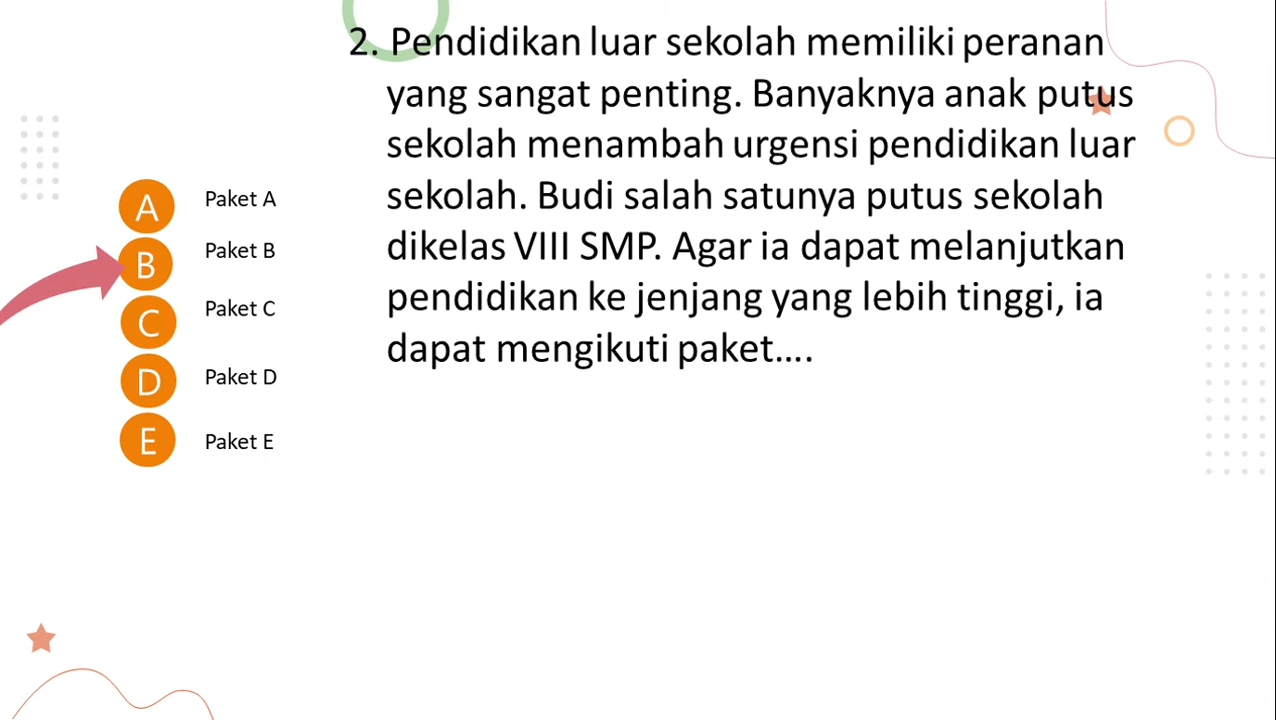 2. Pendidikan luar sekolah memiliki peranan
yang sangat penting. Banyaknya anak putus
sekolah menambah urgensi pendidikan luar
sekolah. Budi salah satunya putus sekolah
dikelas VIII SMP. Agar ia dapat melanjutkan
pendidikan ke jenjang yang lebih tinggi, ia
dapat mengikuti paket....
A Paket A
B Paket B
C Paket C
D Paket D
E Paket E